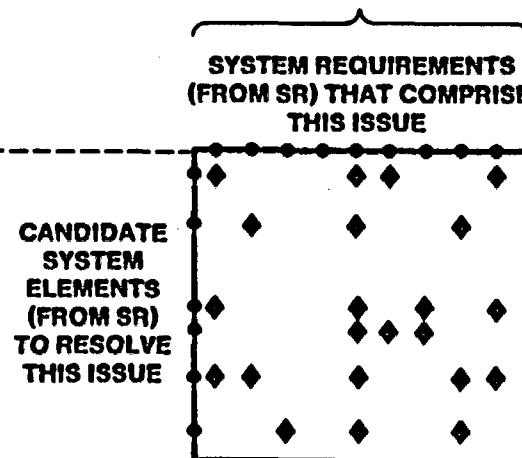 SYSTEM REQUIREMENTS
(FROM SR) THAT COMPRISE
THIS ISSUE
CANDIDATE
SYSTEM
ELEMENTS
(FROM SR)
TO RESOLVE
THIS ISSUE